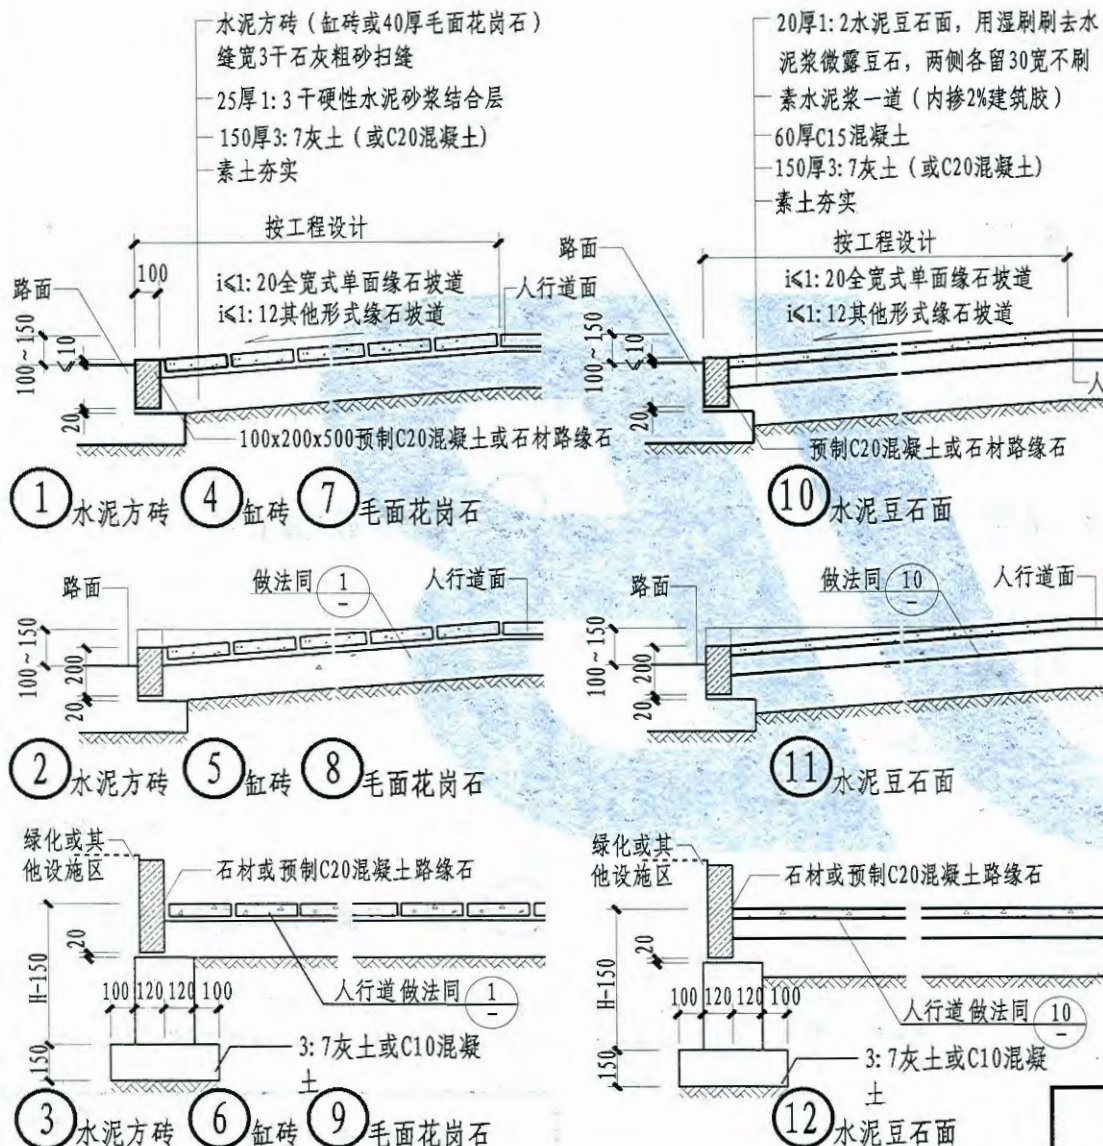 水泥方砖（缸砖或40厚毛面花岗石）
缝宽3干石灰粗砂扫缝
25厚1:3干硬性水泥砂浆结合层
150厚3:7灰土（或C20混凝土）
素土夯实
按工程设计
100
路面
i≤1:20全宽式单面缘石坡道
i≤1:12其他形式缘石坡道
人行道面
100~150
10
20
100x200x500预制C20混凝土或石材路缘石
1 水泥方砖 4 缸砖 7 毛面花岗石
20厚1:2水泥豆石面，用湿刷刷去水
泥浆微露豆石，两侧各留30宽不刷
素水泥浆一道（内掺2%建筑胶）
60厚C15混凝土
150厚3:7灰土（或C20混凝土）
素土夯实
按工程设计
路面
i≤1:20全宽式单面缘石坡道
i≤1:12其他形式缘石坡道
100~150
10
20
人
预制C20混凝土或石材路缘石
10 水泥豆石面
路面
做法同 1
-
人行道面
100~150
200
20
2 水泥方砖 5 缸砖 8 毛面花岗石
路面
做法同 10
-
人行道面
100~150
200
20
11 水泥豆石面
绿化或其
他设施区
石材或预制C20混凝土路缘石
20
H-150
100 120 120 100
人行道做法同 1
-
150
3:7灰土或C10混凝
土
3 水泥方砖 6 缸砖 9 毛面花岗石
绿化或其
他设施区
石材或预制C20混凝土路缘石
20
H-150
100 120 120 100
人行道做法同 10
-
150
3:7灰土或C10混凝
土
12 水泥豆石面